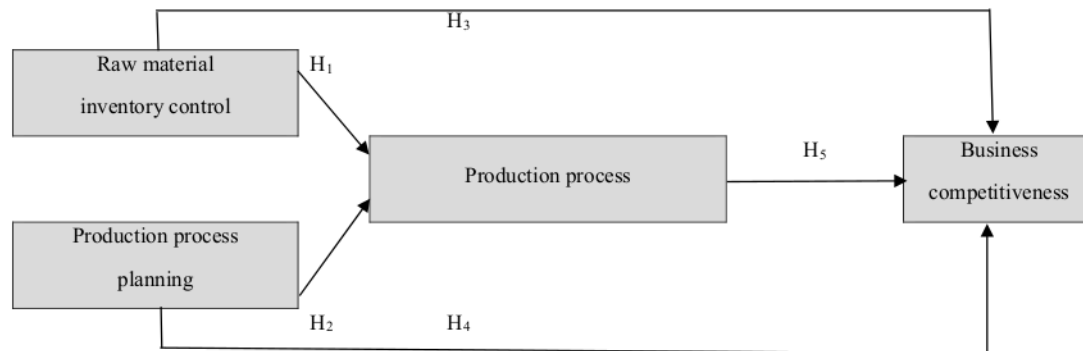 H₃
Raw material
inventory control
H₁
Production process
H₅
Business
competitiveness
Production process
planning
H₂
H₄